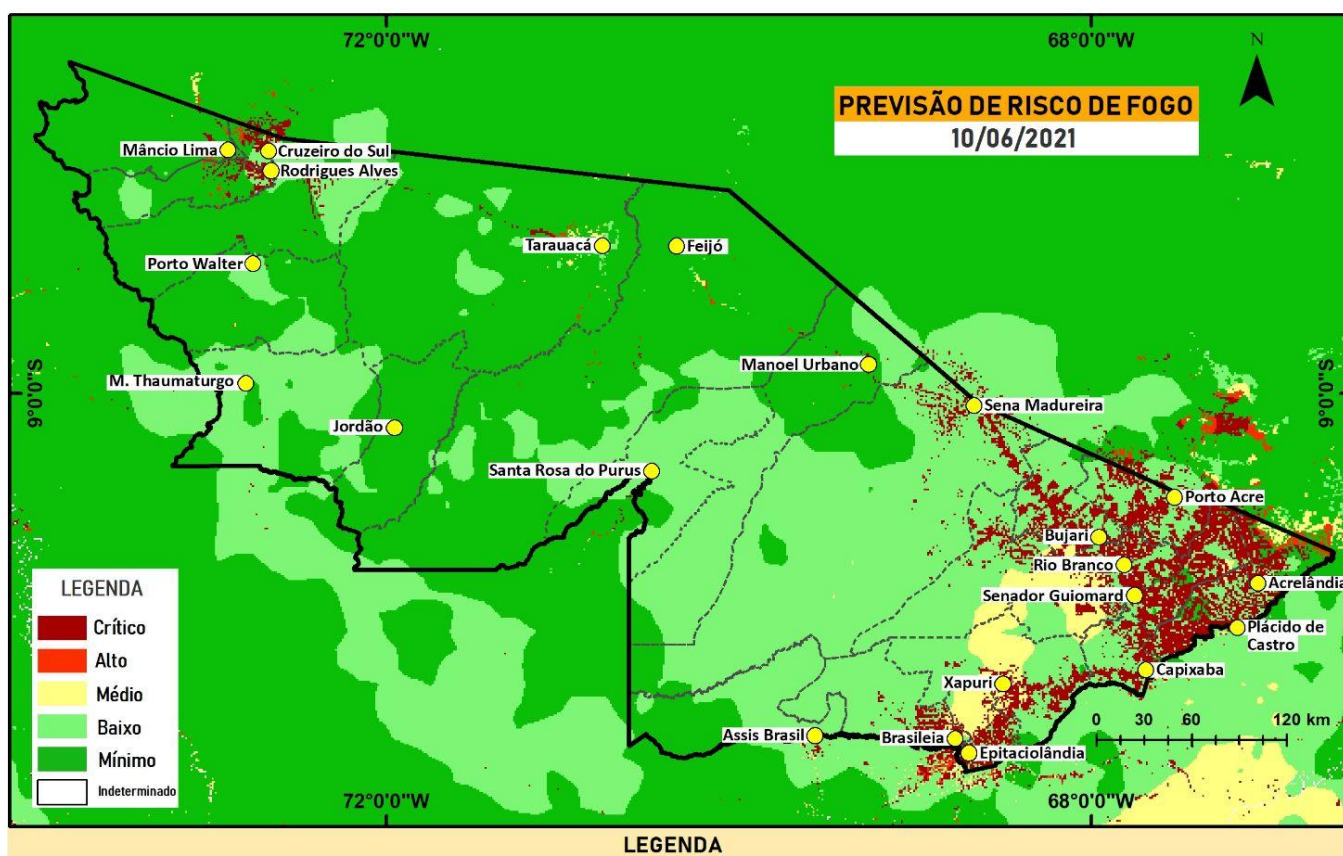 72°0'0"W
68°0'0"W
N
PREVISÃO DE RISCO DE FOGO
10/06/2021
Mâncio Lima
Cruzeiro do Sul
Rodrigues Alves
Tarauacá
Feijó
Porto Walter
Manoel Urbano
M. Thaumaturgo
9°0'0"S
9°0'0"S
Sena Madureira
Jordão
Santa Rosa do Purus
Porto Acre
Bujari
Rio Branco
Acrelândia
Senador Guiomard
Plácido de
Castro
Capixaba
Xapuri
Assis Brasil
Brasileia
Epitaciolândia
0 30 60 120 km
LEGENDA
Crítico
Alto
Médio
Baixo
Mínimo
Indeterminado
72°0'0"W
68°0'0"W
LEGENDA